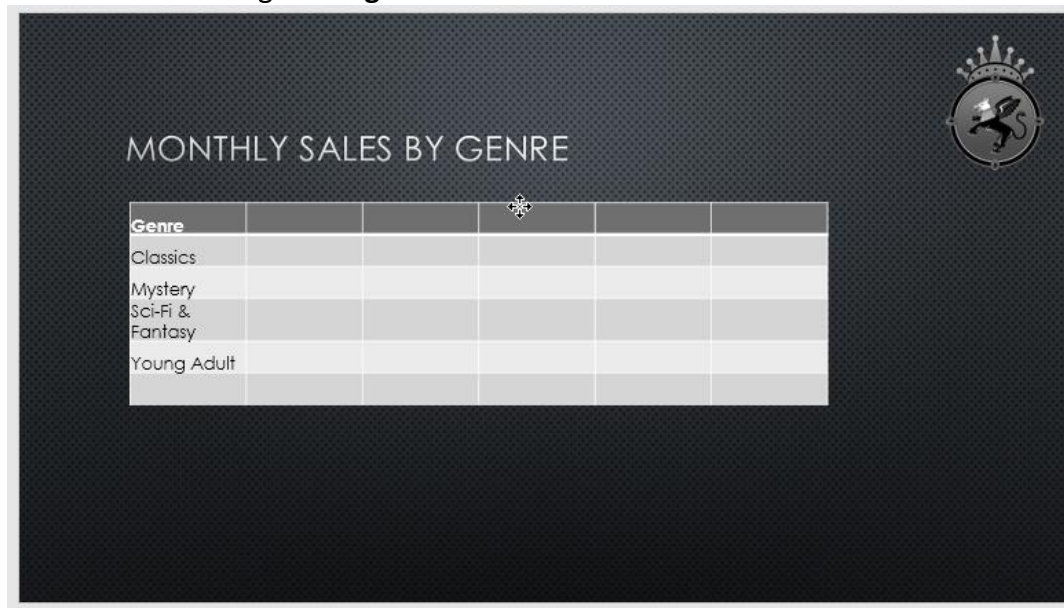 MONTHLY SALES BY GENRE
Genre
Classics
Mystery
Sci-Fi &
Fantasy
Young Adult